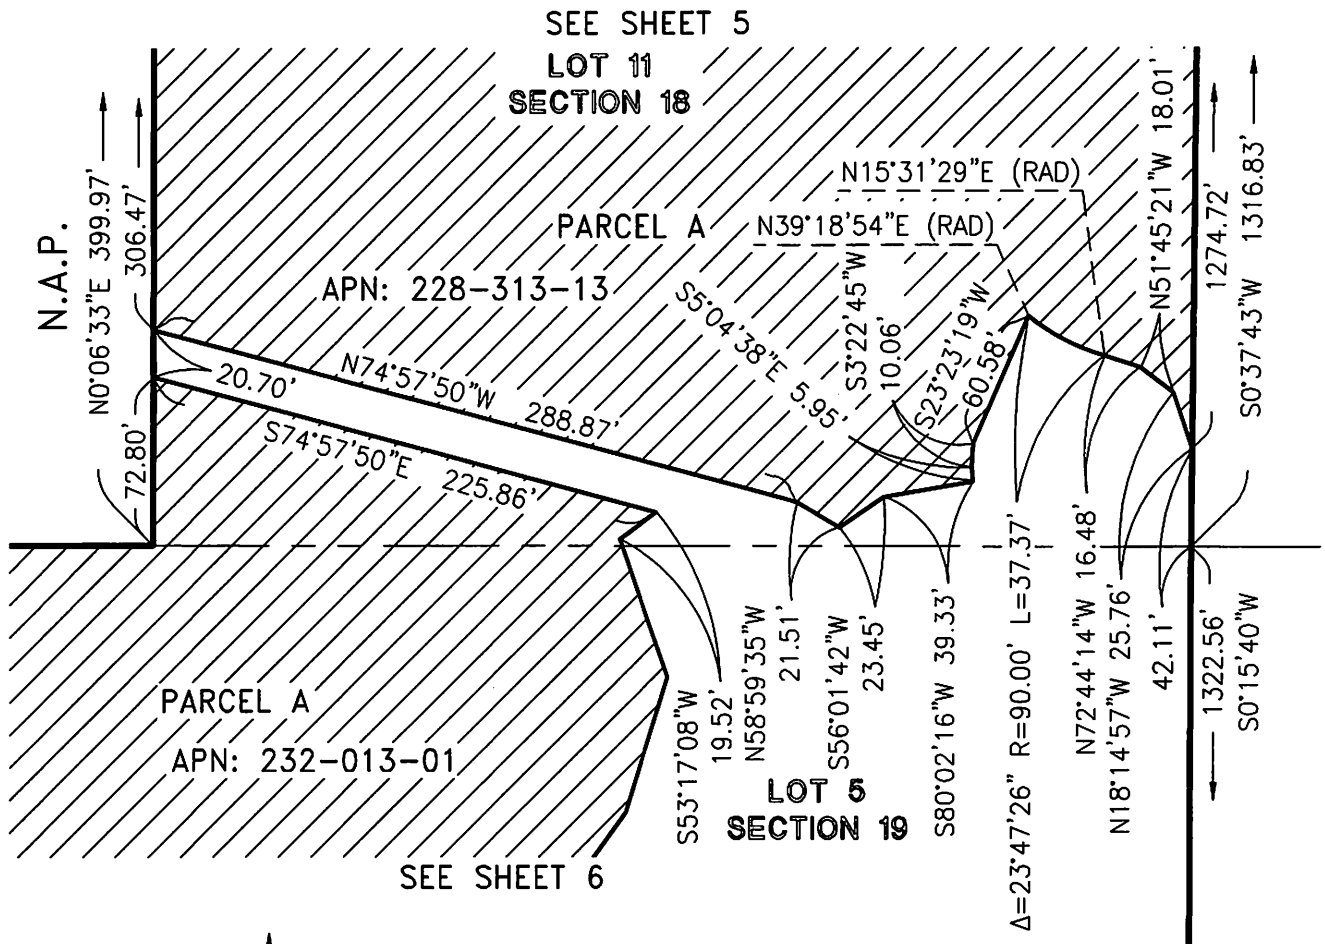 SEE SHEET 5
LOT 11
SECTION 18
N.A.P.
N0°06'33"E 399.97'
306.47'
72.80'
20.70'
N74°57'50"W 288.87'
S74°57'50"E 225.86'
PARCEL A
APN: 228-313-13
N15°31'29"E (RAD)
N39°18'54"E (RAD)
S5°04'38"E 5.95'
S3°22'45"W
10.06'
S23°23'19"W
60.58'
N51°45'21"W 18.01'
1274.72'
S0°37'43"W 1316.83'
PARCEL A
APN: 232-013-01
S53°17'08"W
19.52'
N58°59'35"W
21.51'
S56°01'42"W
23.45'
S80°02'16"W 39.33'
Δ=23°47'26" R=90.00' L=37.37'
N72°44'14"W 16.48'
N18°14'57"W 25.76'
42.11'
1322.56'
S0°15'40"W
LOT 5
SECTION 19
SEE SHEET 6